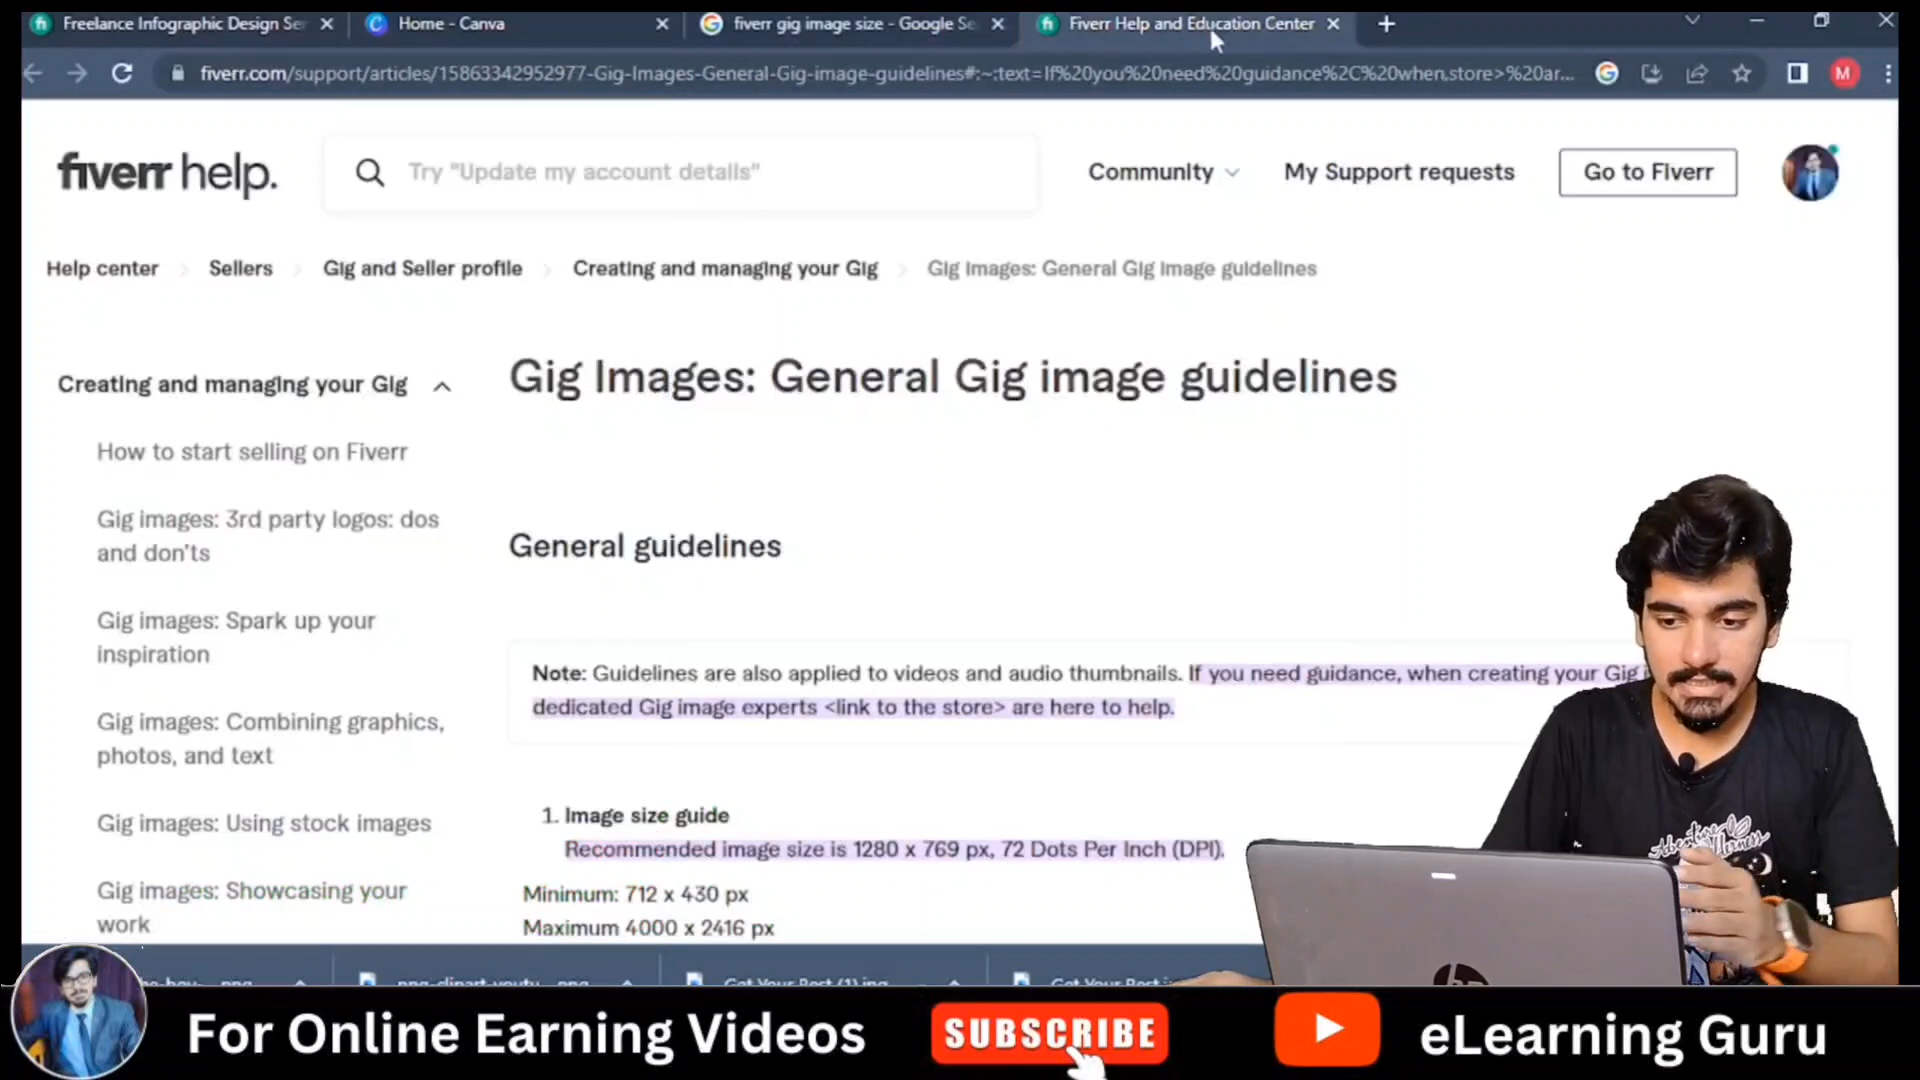 Freelance Infographic Design Ser
Home - Canva
fiverr gig image size - Google Se
Fiverr Help and Education Center
fiverr.com/support/articles/15863342952977-Gig-Images-General-Gig-image-guidelines#:~:text=If%20you%20need%20guidance%2C%20when,store>%20ar...
M
fiverr help.
Try "Update my account details"
Community
My Support requests
Go to Fiverr
Help center
Sellers
Gig and Seller profile
Creating and managing your Gig
Gig Images: General Gig image guidelines
Creating and managing your Gig
How to start selling on Fiverr
Gig images: 3rd party logos: dos
and don'ts
Gig images: Spark up your
inspiration
Gig images: Combining graphics,
photos, and text
Gig images: Using stock images
Gig images: Showcasing your
work
Gig Images: General Gig image guidelines
General guidelines
Note: Guidelines are also applied to videos and audio thumbnails. If you need guidance, when creating your Gig
dedicated Gig image experts <link to the store> are here to help.
1. Image size guide
Recommended image size is 1280 x 769 px, 72 Dots Per Inch (DPI).
Minimum: 712 x 430 px
Maximum 4000 x 2416 px
hp
For Online Earning Videos
SUBSCRIBE
eLearning Guru